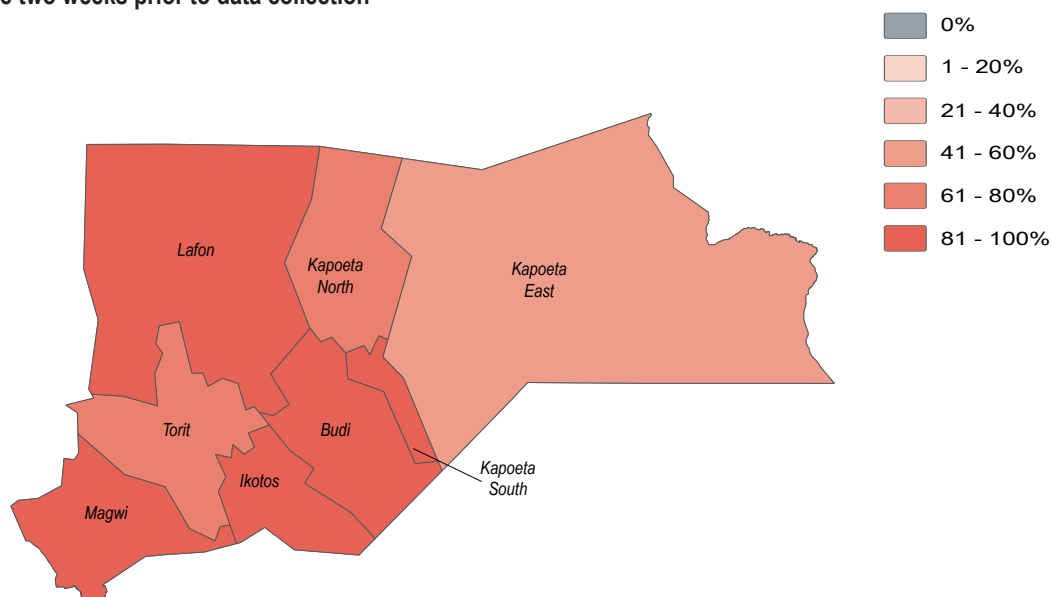 two weeks prior to data collection
0%
1 - 20%
21 - 40%
41 - 60%
61 - 80%
81 - 100%
Lafon
Kapoeta
North
Kapoeta
East
Torit
Budi
Ikotos
Kapoeta
South
Magwi